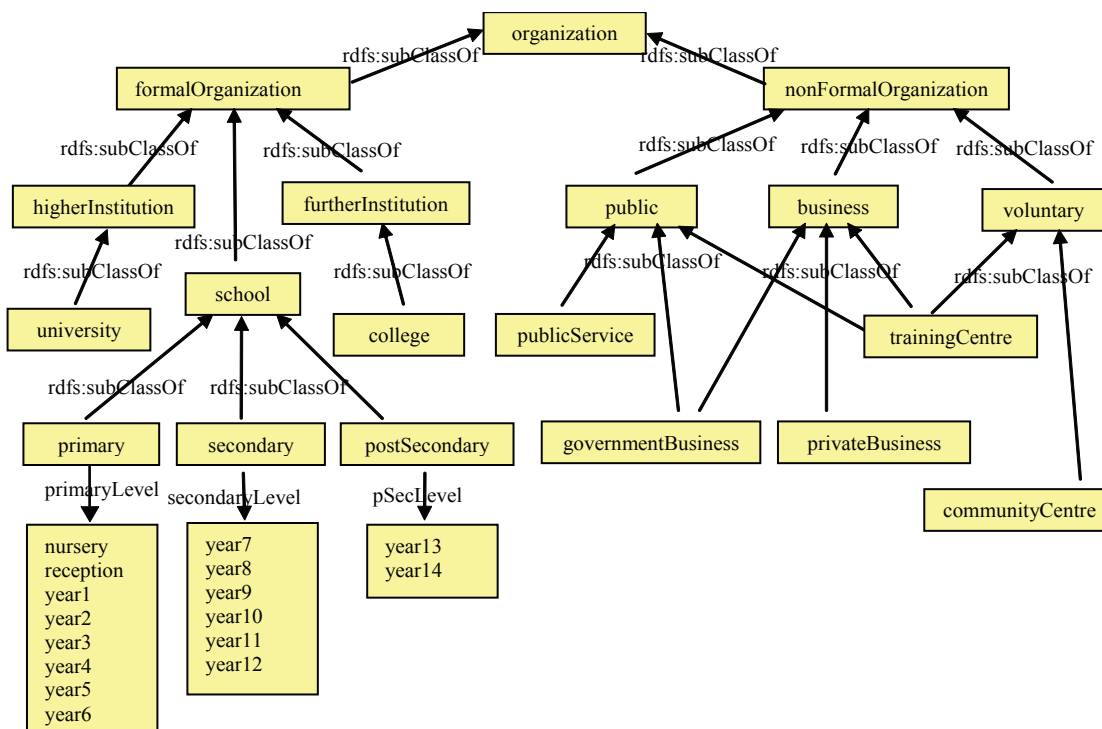 organization
rdfs:subClassOf
rdfs:subClassOf
formalOrganization
nonFormalOrganization
rdfs:subClassOf
rdfs:subClassOf
rdfs:subClassOf
rdfs:subClassOf
rdfs:subClassOf
higherInstitution
furtherInstitution
public
business
voluntary
rdfs:subClassOf
rdfs:subClassOf
rdfs:subClassOf
rdfs:subClassOf
rdfs:subClassOf
rdfs:subClassOf
school
university
college
publicService
trainingCentre
rdfs:subClassOf
rdfs:subClassOf
primary
secondary
postSecondary
governmentBusiness
privateBusiness
primaryLevel
secondaryLevel
pSecLevel
communityCentre
nursery
reception
year1
year2
year3
year4
year5
year6
year7
year8
year9
year10
year11
year12
year13
year14